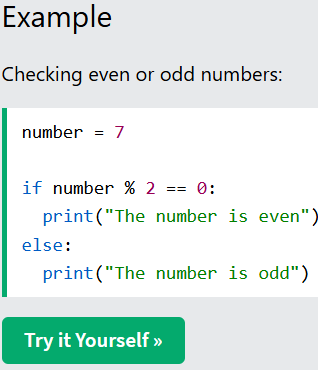 Example
Checking even or odd numbers:
number = 7
if number % 2 == 0:
  print("The number is even")
else:
  print("The number is odd")
Try it Yourself »